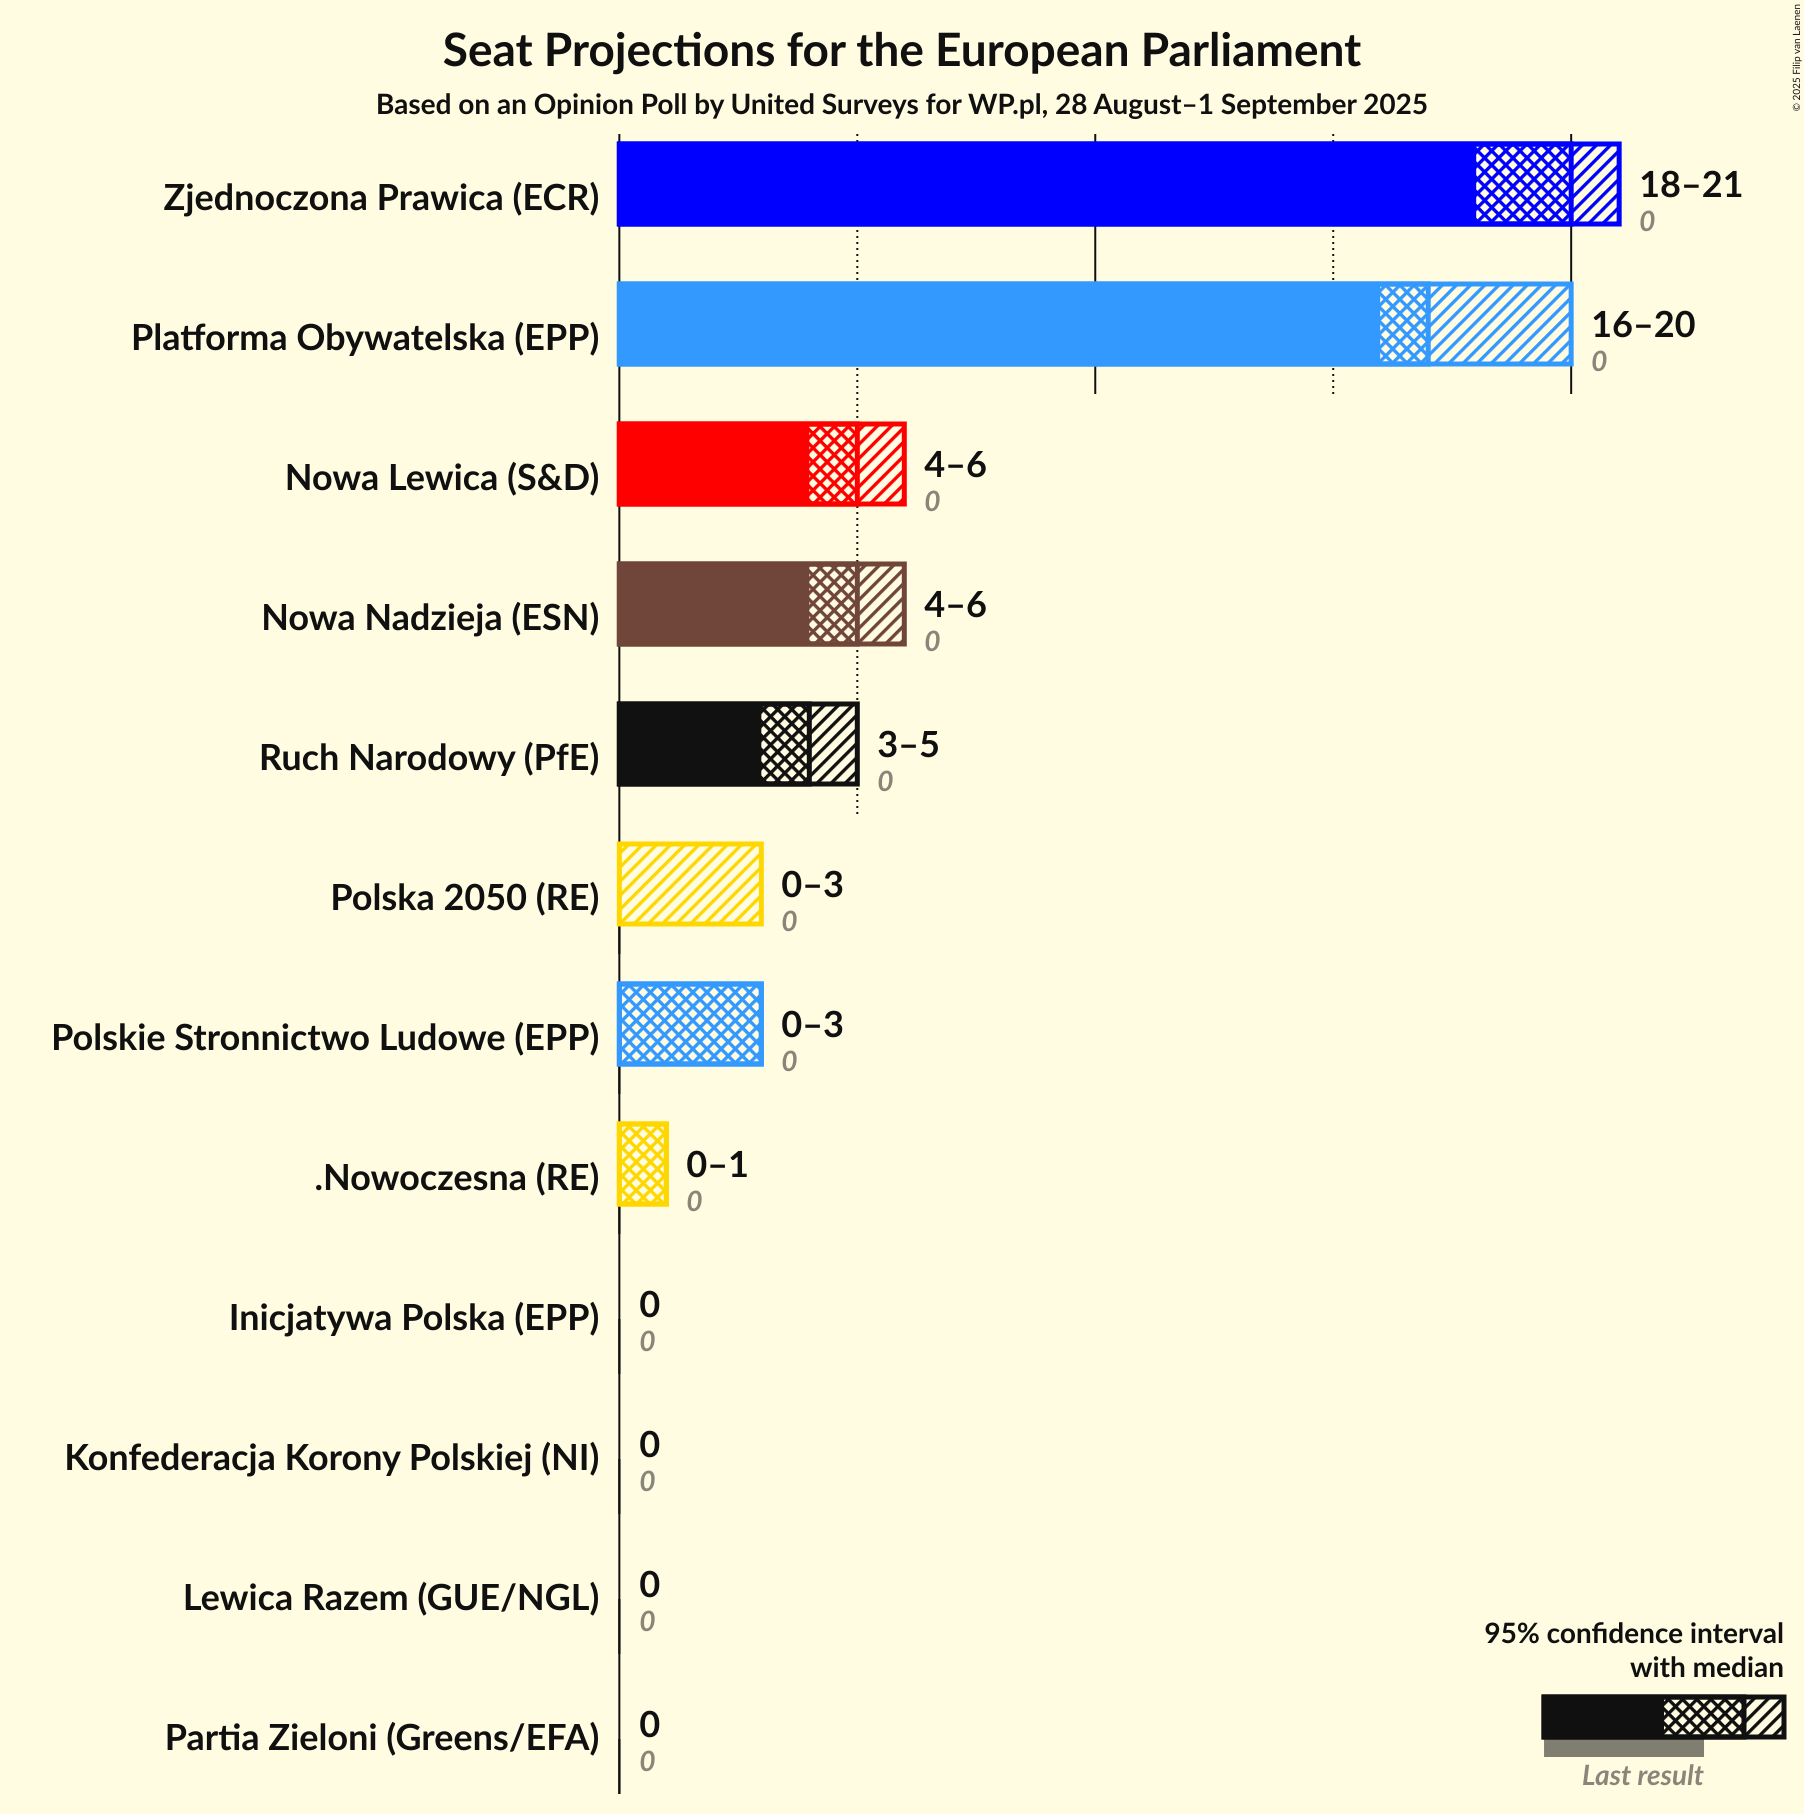 Seat Projections for the European Parliament
Based on an Opinion Poll by United Surveys for WP.pl, 28 August–1 September 2025
© 2025 Filip van Laenen
Zjednoczona Prawica (ECR)
18–21
0
Platforma Obywatelska (EPP)
16–20
0
Nowa Lewica (S&D)
4–6
0
Nowa Nadzieja (ESN)
4–6
0
Ruch Narodowy (PfE)
3–5
0
Polska 2050 (RE)
0–3
0
Polskie Stronnictwo Ludowe (EPP)
0–3
0
.Nowoczesna (RE)
0–1
0
Inicjatywa Polska (EPP)
0
0
Konfederacja Korony Polskiej (NI)
0
0
Lewica Razem (GUE/NGL)
0
0
Partia Zieloni (Greens/EFA)
0
0
95% confidence interval
with median
Last result